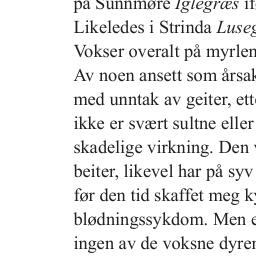 på Sunnmøre Iglegræs if
Likeledes i Strinda Luseg
Vokser overalt på myrlen
Av noen ansett som årsak
med unntak av geiter, ett
ikke er svært sultne eller
skadelige virkning. Den v
beiter, likevel har på syv
før den tid skaffet meg k
blødningssykdom. Men e
ingen av de voksne dyren